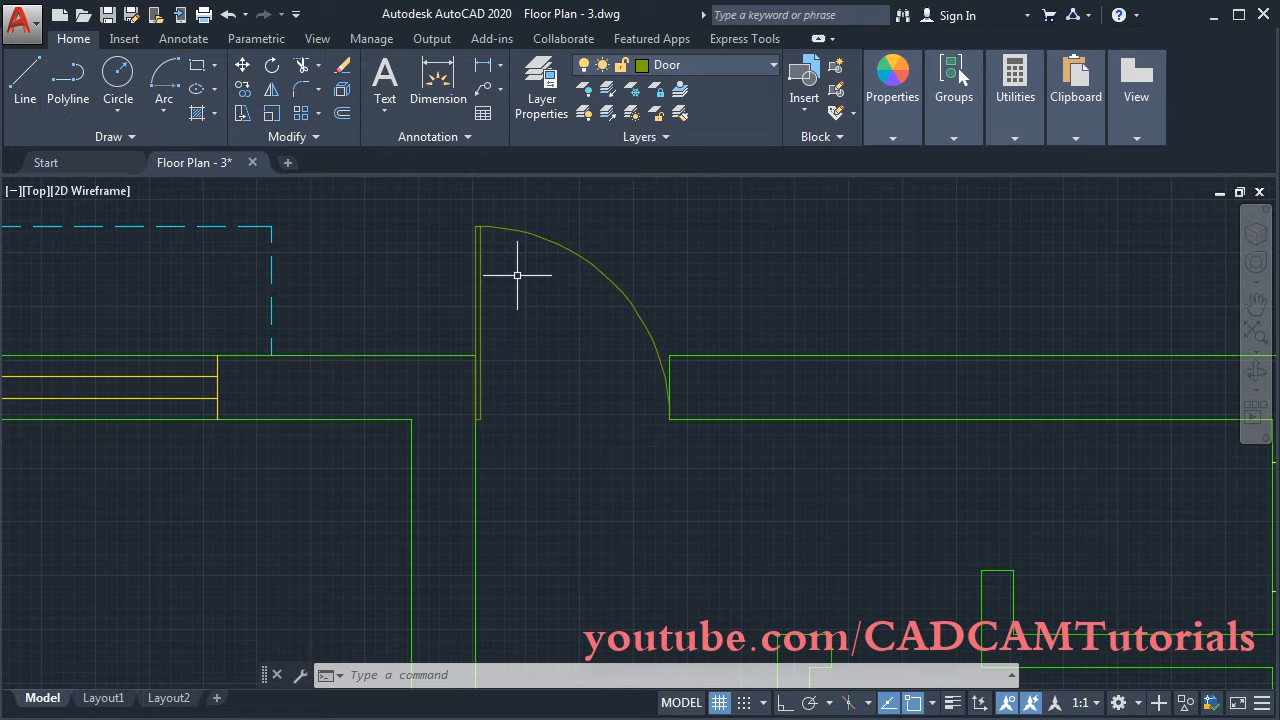 Autodesk AutoCAD 2020 Floor Plan - 3.dwg
Type a keyword or phrase
Sign In
Home Insert Annotate Parametric View Manage Output Add-ins Collaborate Featured Apps Express Tools
Door
Line Polyline Circle Arc
Text Dimension
Layer Properties
Insert
Properties Groups Utilities Clipboard View
Draw Modify Annotation Layers Block
Start Floor Plan - 3*
[−][Top][2D Wireframe]
youtube.com/CADCAMTutorials
Type a command
Model Layout1 Layout2
MODEL 1:1